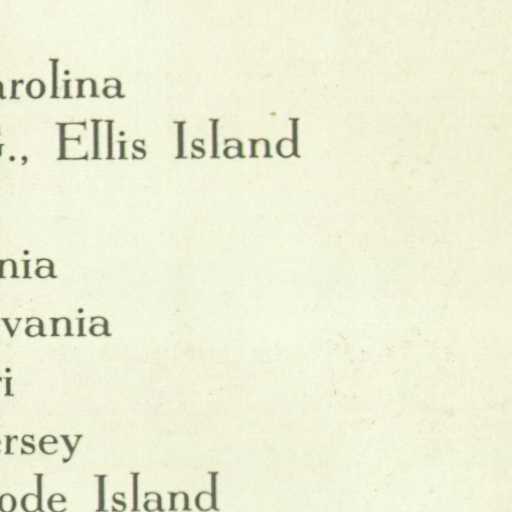 arolina
G., Ellis Island
nia
vania
ri
ersey
ode Island